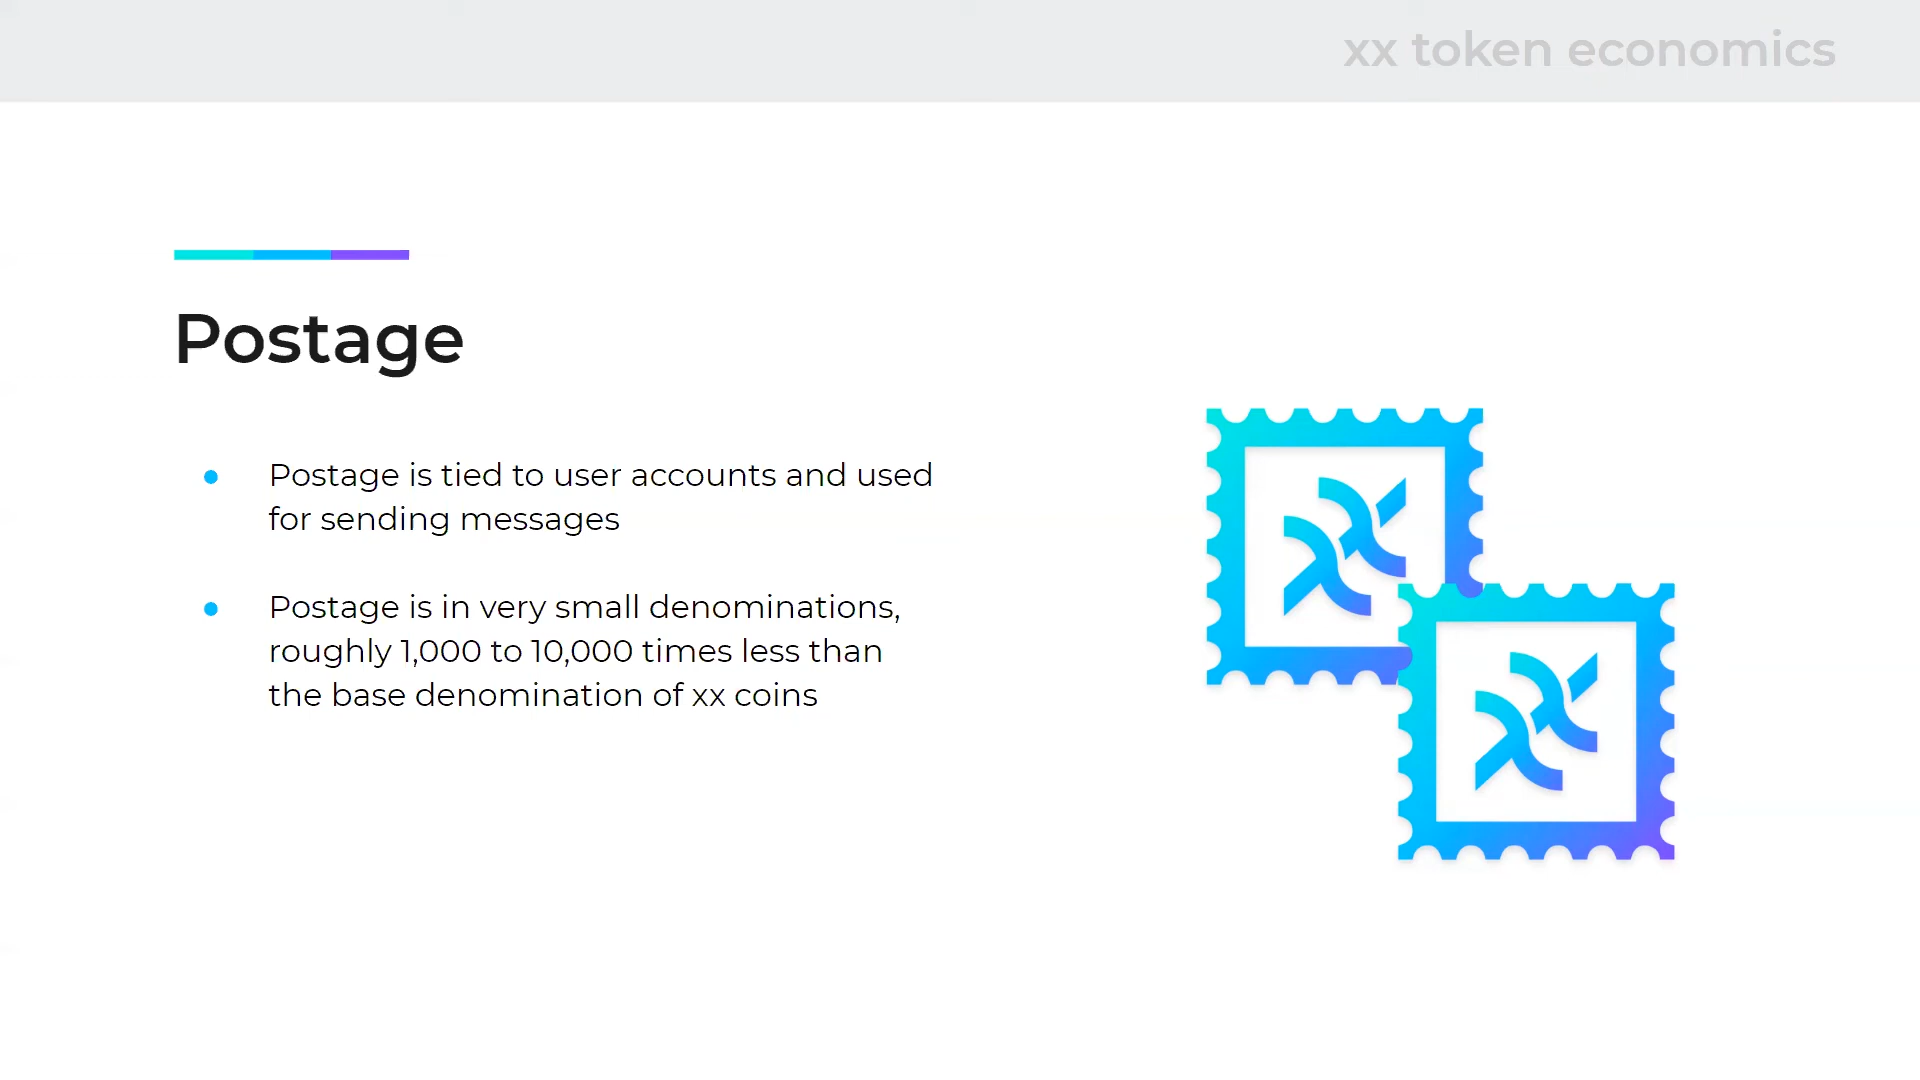 xx token economics
Postage
● Postage is tied to user accounts and used
for sending messages
● Postage is in very small denominations,
roughly 1,000 to 10,000 times less than
the base denomination of xx coins